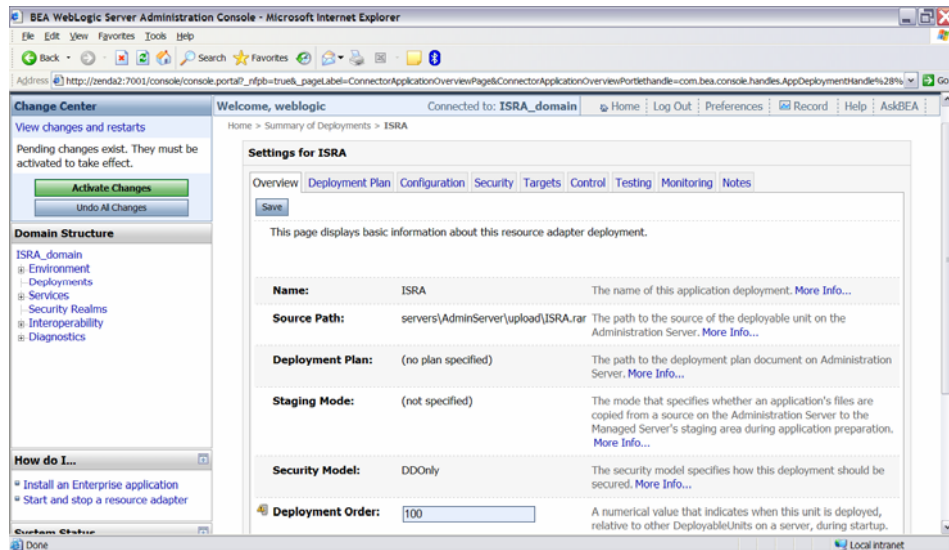 BEA WebLogic Server Administration Console - Microsoft Internet Explorer
File Edit View Favorites Tools Help
Back Search Favorites
Address http://zenda2:7001/console/console.portal?_nfpb=true&_pageLabel=ConnectorApplicationOverviewPage&ConnectorApplicationOverviewPortlethandle=com.bea.console.handles.AppDeploymentHandle%28% Go
Change Center
View changes and restarts
Pending changes exist. They must be
activated to take effect.
Activate Changes
Undo All Changes
Domain Structure
ISRA_domain
Environment
Deployments
Services
Security Realms
Interoperability
Diagnostics
How do I...
Install an Enterprise application
Start and stop a resource adapter
System Status
Welcome, weblogic Connected to: ISRA_domain Home Log Out Preferences Record Help AskBEA
Home > Summary of Deployments > ISRA
Settings for ISRA
Overview Deployment Plan Configuration Security Targets Control Testing Monitoring Notes
Save
This page displays basic information about this resource adapter deployment.
Name: ISRA The name of this application deployment. More Info...
Source Path: servers\AdminServer\upload\ISRA.rar The path to the source of the deployable unit on the
Administration Server. More Info...
Deployment Plan: (no plan specified) The path to the deployment plan document on Administration
Server. More Info...
Staging Mode: (not specified) The mode that specifies whether an application's files are
copied from a source on the Administration Server to the
Managed Server's staging area during application preparation.
More Info...
Security Model: DDOnly The security model specifies how this deployment should be
secured. More Info...
Deployment Order: 100 A numerical value that indicates when this unit is deployed,
relative to other DeployableUnits on a server, during startup.
Done Local intranet